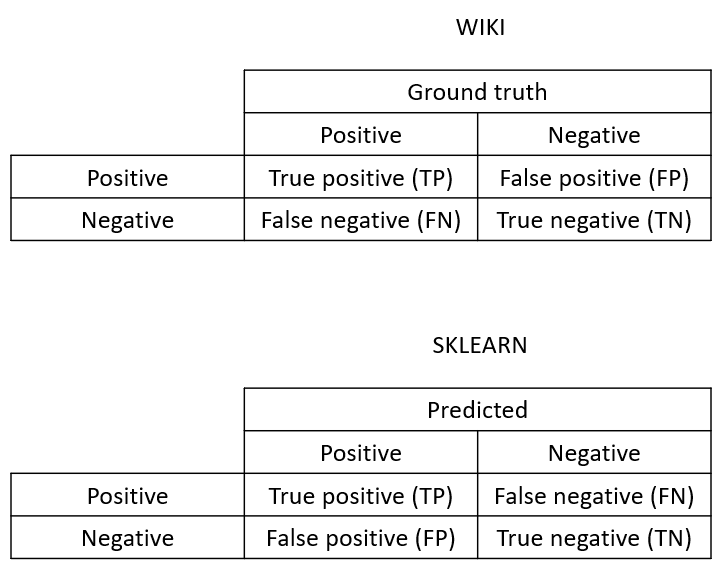 WIKI
Ground truth
Positive Negative
Positive True positive (TP) False positive (FP)
Negative False negative (FN) True negative (TN)
SKLEARN
Predicted
Positive Negative
Positive True positive (TP) False negative (FN)
Negative False positive (FP) True negative (TN)